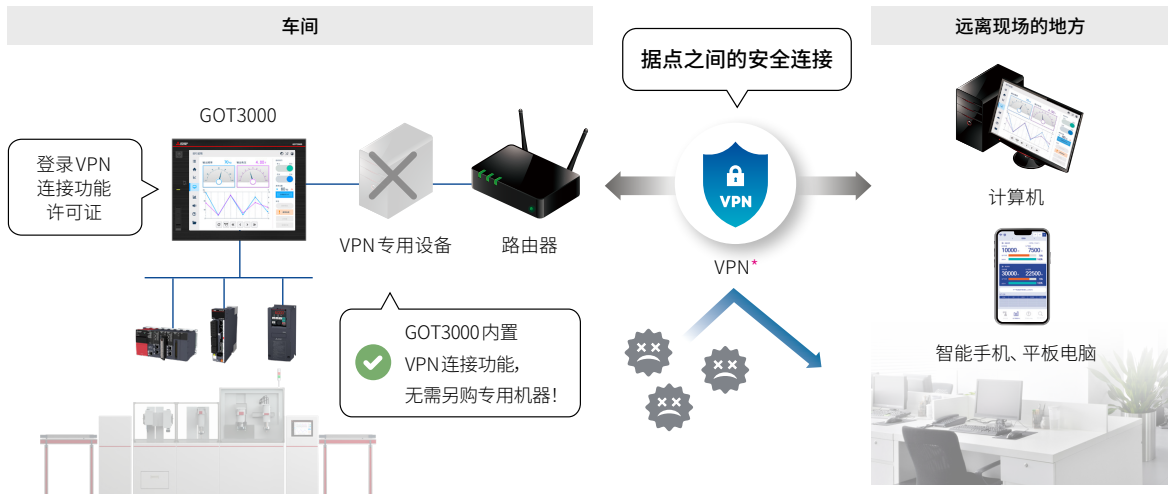 车间
远离现场的地方
据点之间的安全连接
GOT3000
登录VPN
连接功能
许可证
VPN专用设备
路由器
VPN
VPN*
计算机
10000
7500
30000
22500
智能手机、平板电脑
GOT3000内置
VPN连接功能，
无需另购专用机器！